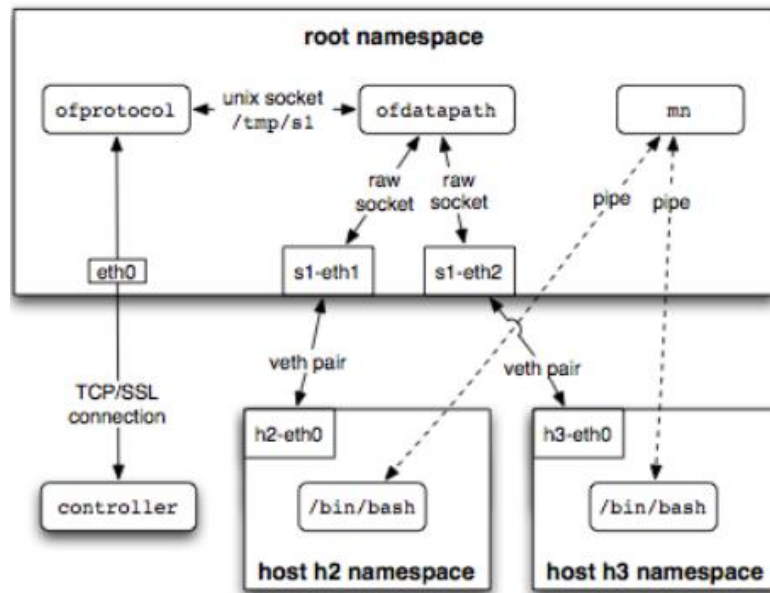 root namespace
ofprotocol
unix socket
/tmp/s1
ofdatapath
mn
raw
socket
raw
socket
pipe
pipe
eth0
s1-eth1
s1-eth2
veth pair
veth pair
TCP/SSL
connection
h2-eth0
h3-eth0
controller
/bin/bash
/bin/bash
host h2 namespace
host h3 namespace